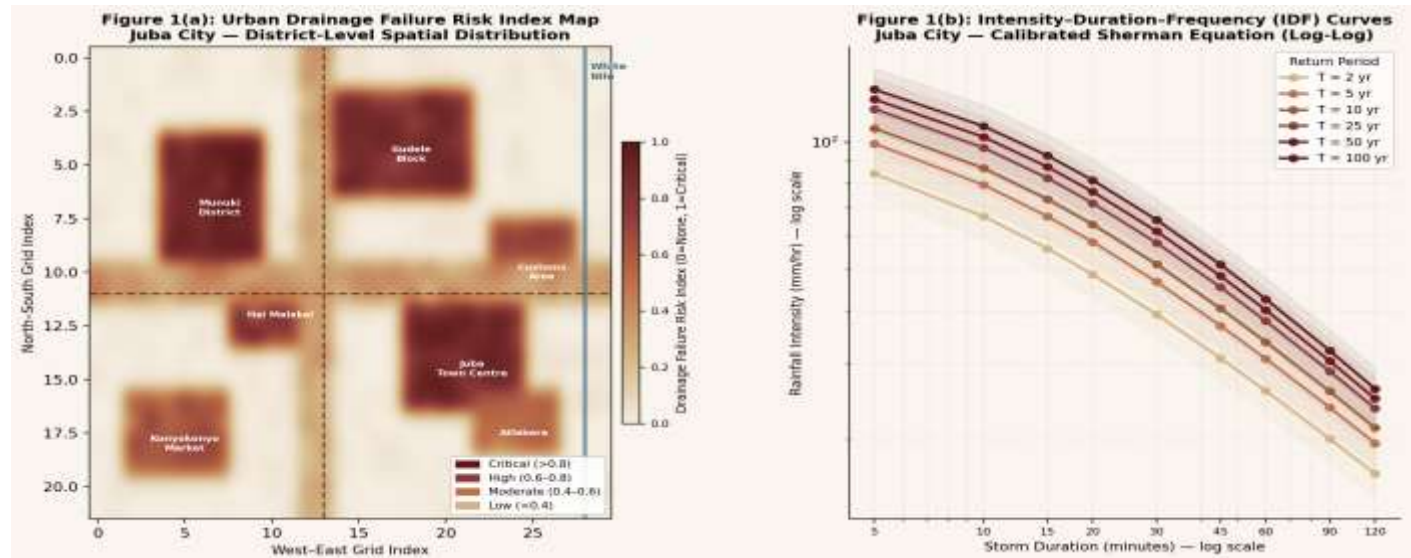 Figure 1(a): Urban Drainage Failure Risk Index Map
Juba City — District-Level Spatial Distribution
North-South Grid Index
0.0
2.5
5.0
7.5
10.0
12.5
15.0
17.5
20.0
White
Nile
Gudele
Block
Munuki
District
Customs
Area
Hai Malakal
Juba
Town Centre
Konyokonyo
Market
Atlabara
Critical (>0.8)
High (0.6–0.8)
Moderate (0.4–0.6)
Low (<0.4)
0 5 10 15 20 25
West-East Grid Index
1.0
0.8
0.6
0.4
0.2
0.0
Drainage Failure Risk Index (0=None, 1=Critical)
Figure 1(b): Intensity–Duration–Frequency (IDF) Curves
Juba City — Calibrated Sherman Equation (Log-Log)
Return Period
T = 2 yr
T = 5 yr
T = 10 yr
T = 25 yr
T = 50 yr
T = 100 yr
10²
Rainfall Intensity (mm/hr) — log scale
5 10 15 20 30 45 60 90 120
Storm Duration (minutes) — log scale